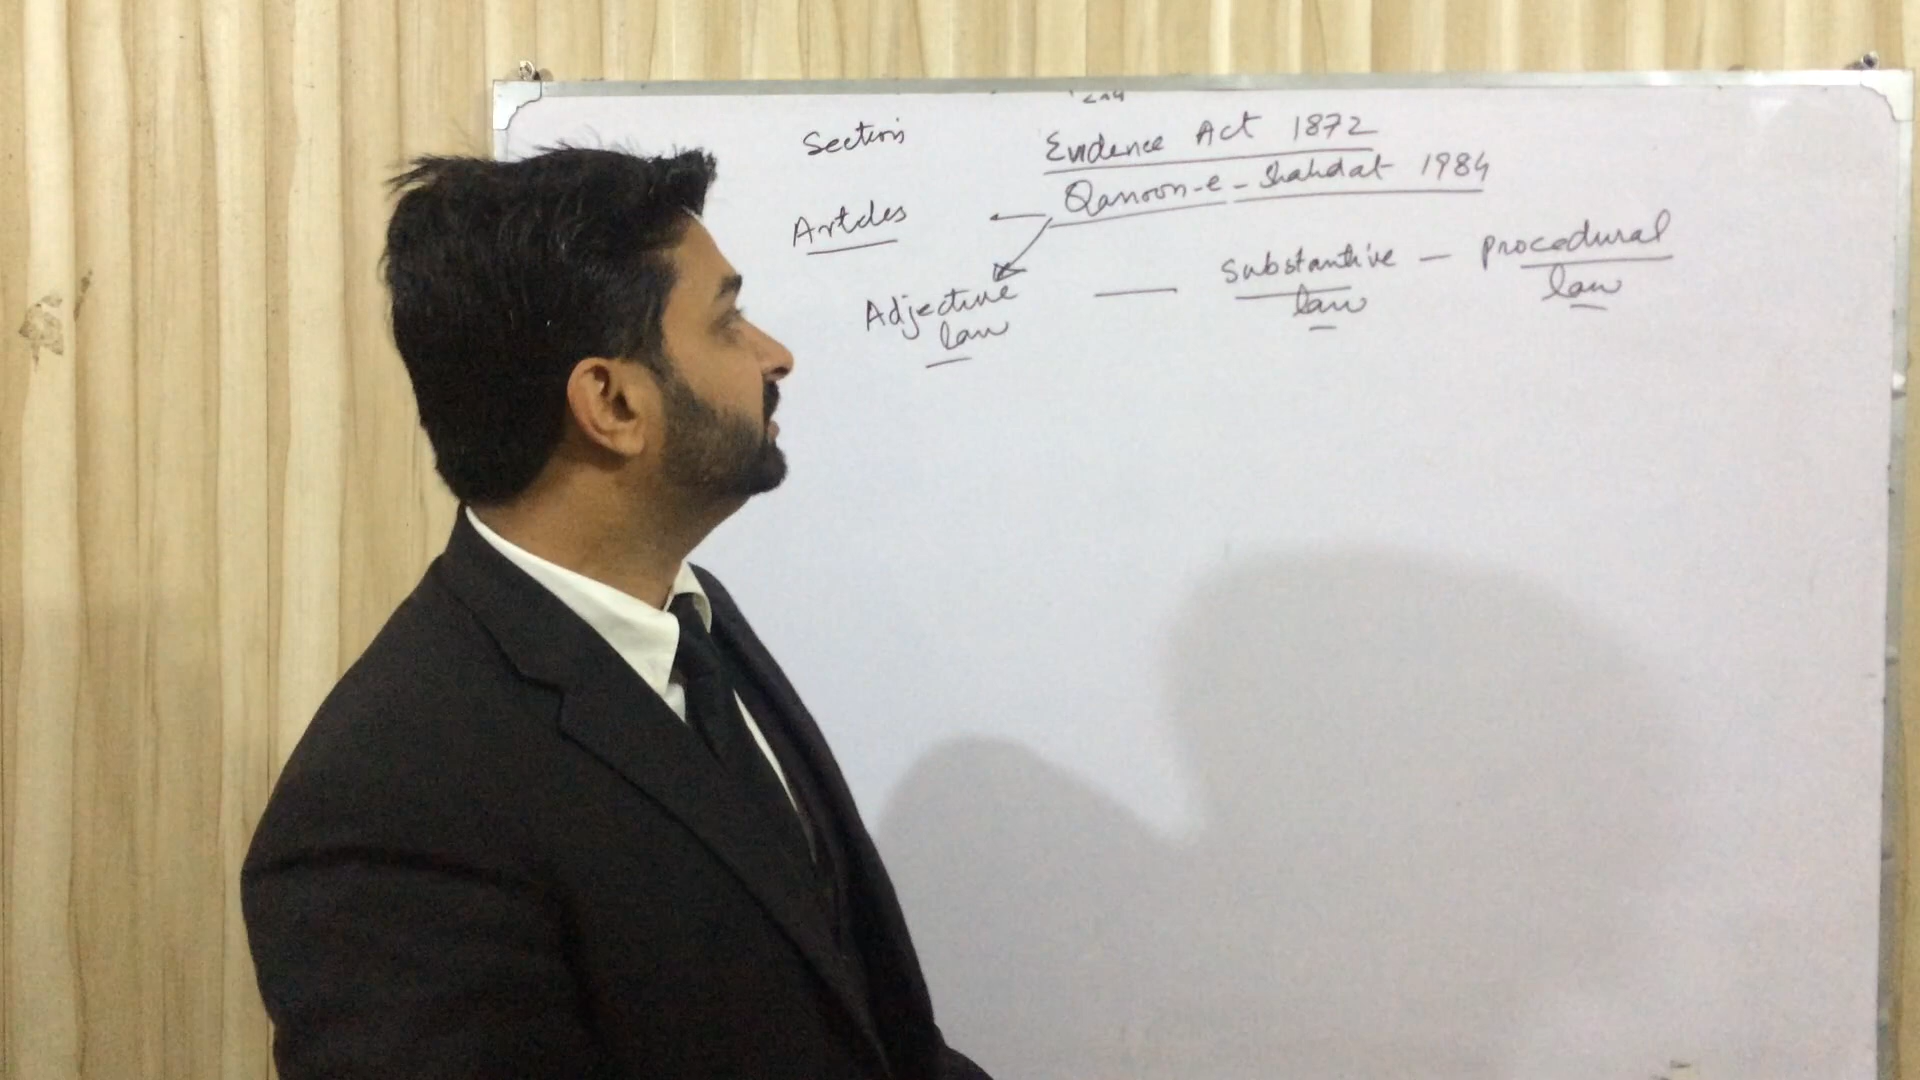 Sections Evidence Act 1872
Articles Qanoon-e-Shahdat 1984
Adjective law — Substantive law — Procedural law